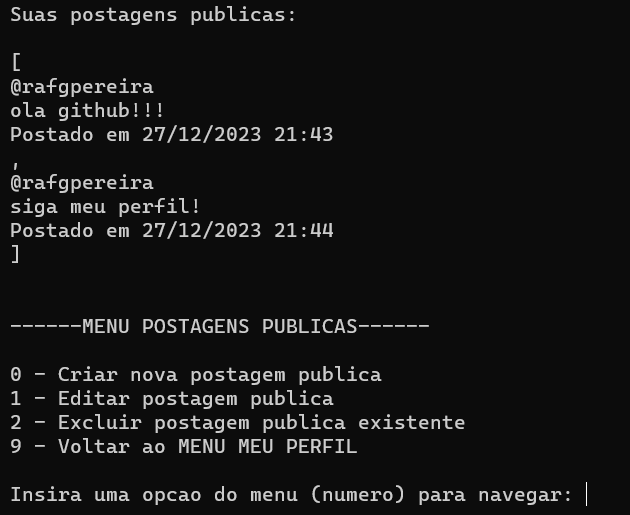 Suas postagens publicas:
[
@rafgpereira
ola github!!!
Postado em 27/12/2023 21:43
,
@rafgpereira
siga meu perfil!
Postado em 27/12/2023 21:44
]
------MENU POSTAGENS PUBLICAS------
0 - Criar nova postagem publica
1 - Editar postagem publica
2 - Excluir postagem publica existente
9 - Voltar ao MENU MEU PERFIL
Insira uma opcao do menu (numero) para navegar: